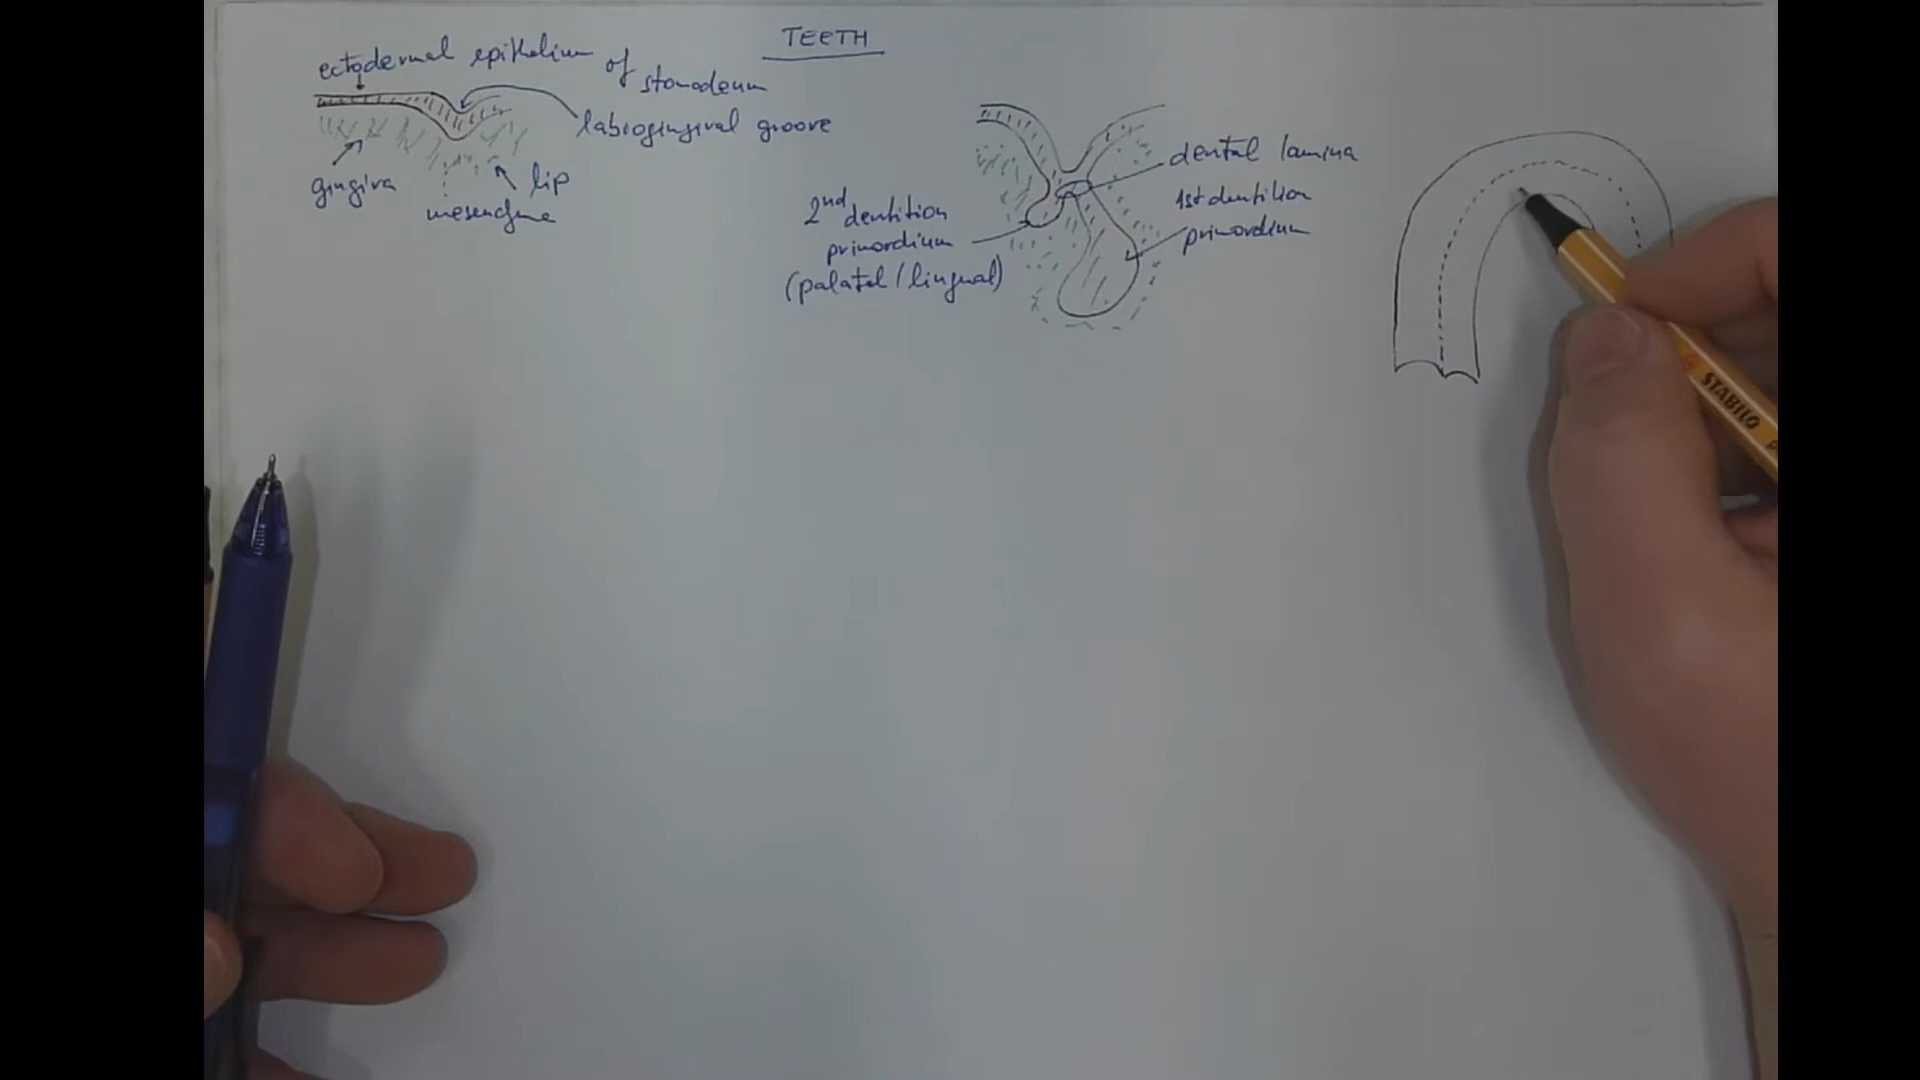 TEETH
ectodermal epithelium of stomodeum
labiogingival groove
gingiva
lip
mesenchyme
dental lamina
2nd dentition
primordium
(palatal/lingual)
1st dentition
primordium
STABILO